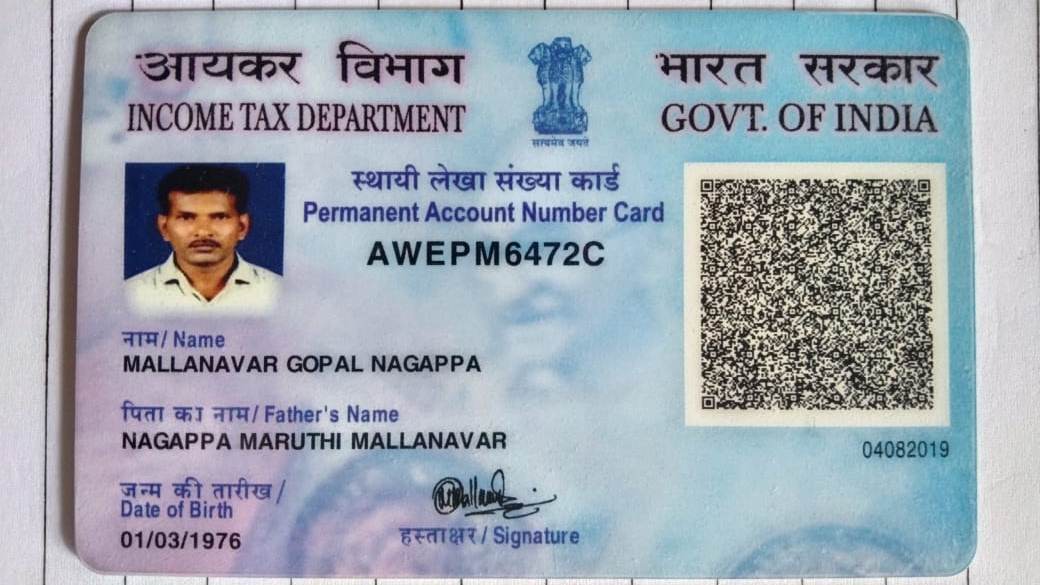 आयकर विभाग
INCOME TAX DEPARTMENT
भारत सरकार
GOVT. OF INDIA
सत्यमेव जयते
स्थायी लेखा संख्या कार्ड
Permanent Account Number Card
AWEPM6472C
नाम / Name
MALLANAVAR GOPAL NAGAPPA
पिता का नाम / Father's Name
NAGAPPA MARUTHI MALLANAVAR
04082019
जन्म की तारीख /
Date of Birth
01/03/1976
हस्ताक्षर / Signature